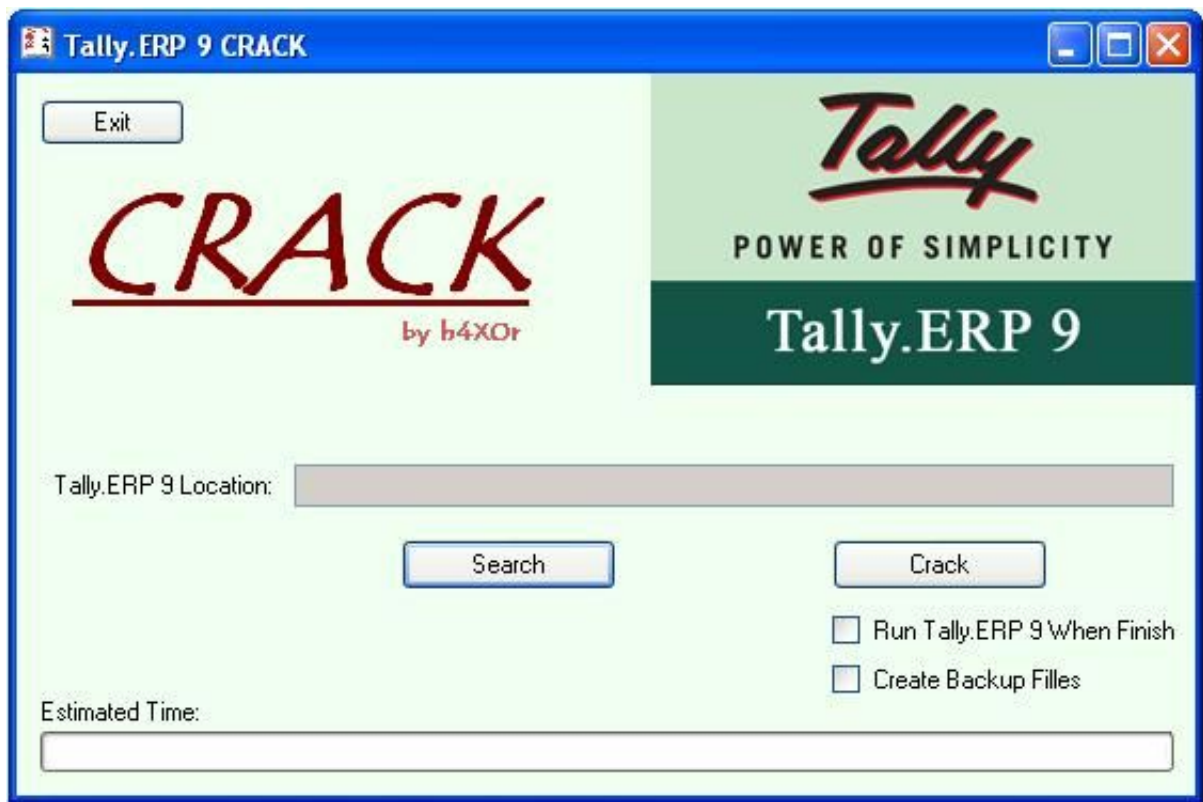 Tally.ERP 9 CRACK
Exit
CRACK
by h4X0r
Tally
POWER OF SIMPLICITY
Tally.ERP 9
Tally.ERP 9 Location:
Search
Crack
Run Tally.ERP 9 When Finish
Create Backup Filles
Estimated Time: